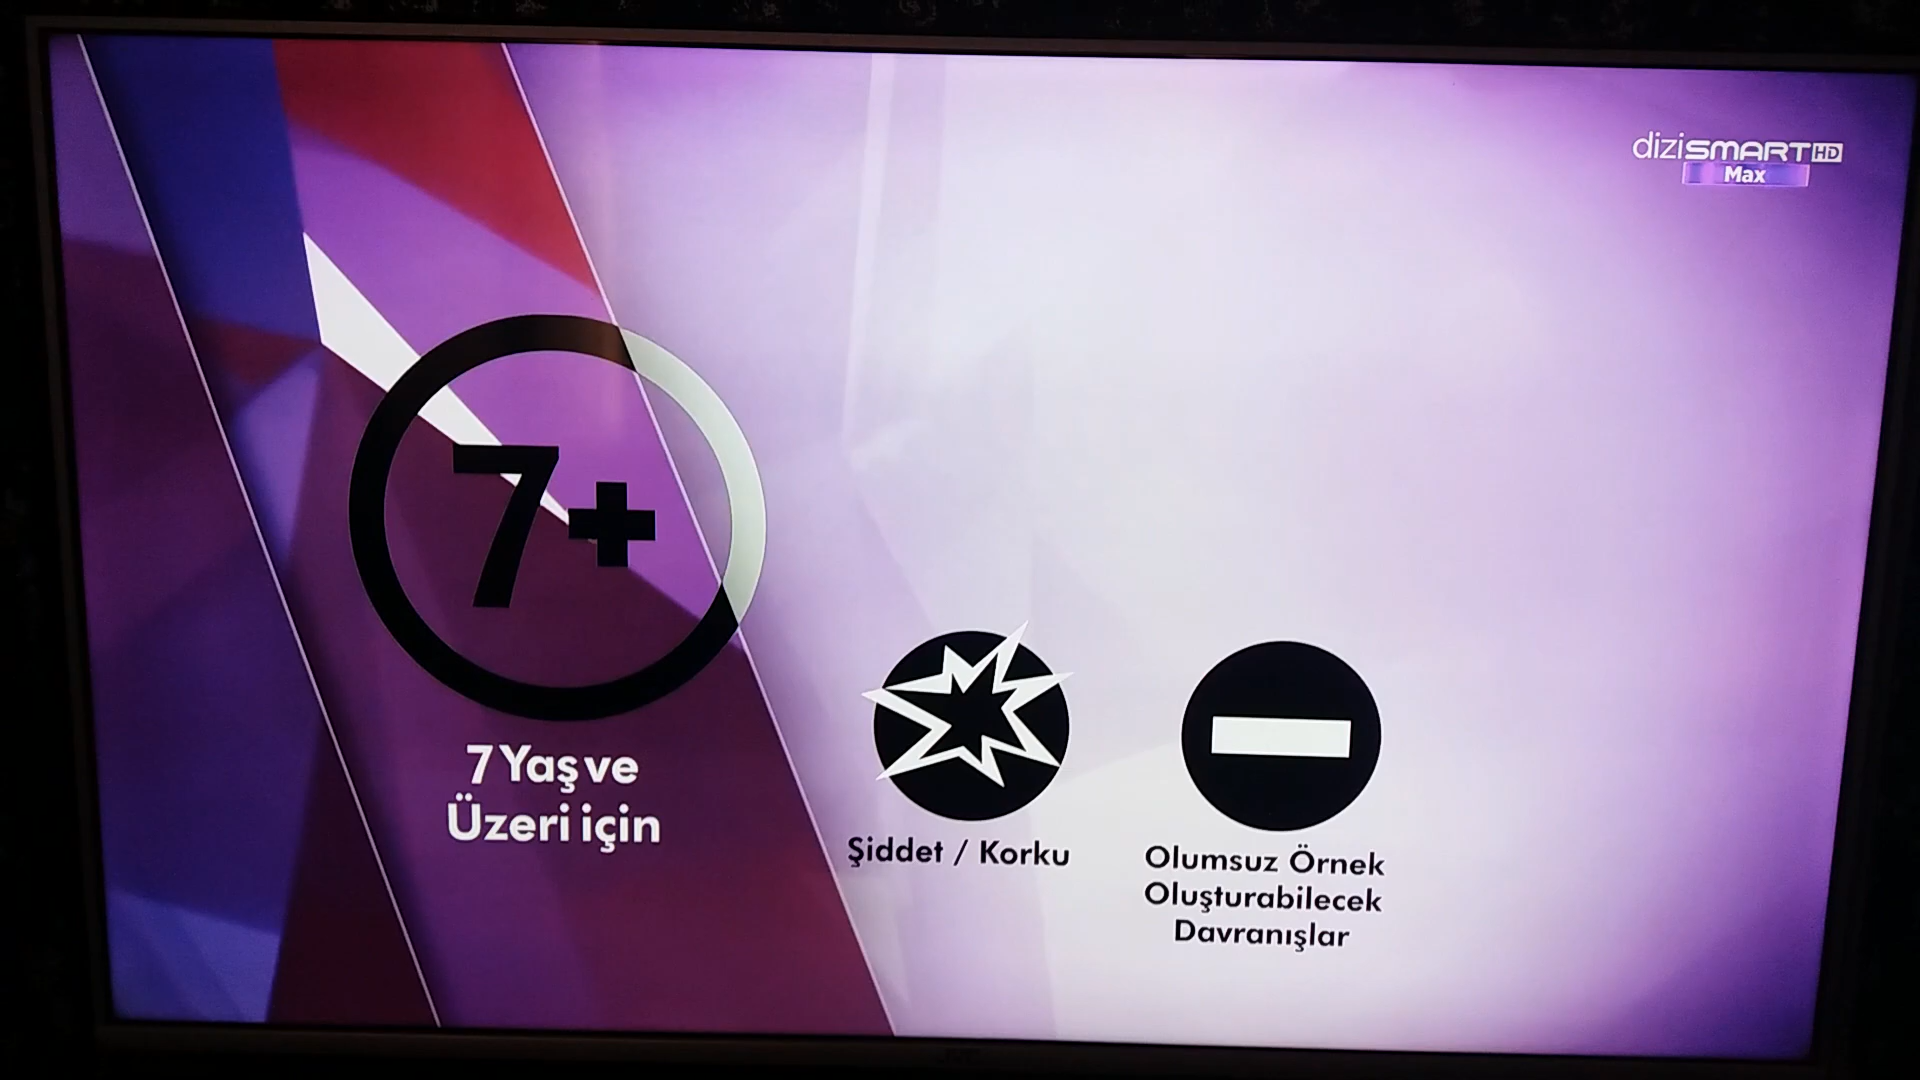 diziSMART HD
Max
7+
7 Yaş ve
Üzeri için
Şiddet / Korku
Olumsuz Örnek
Oluşturabilecek
Davranışlar